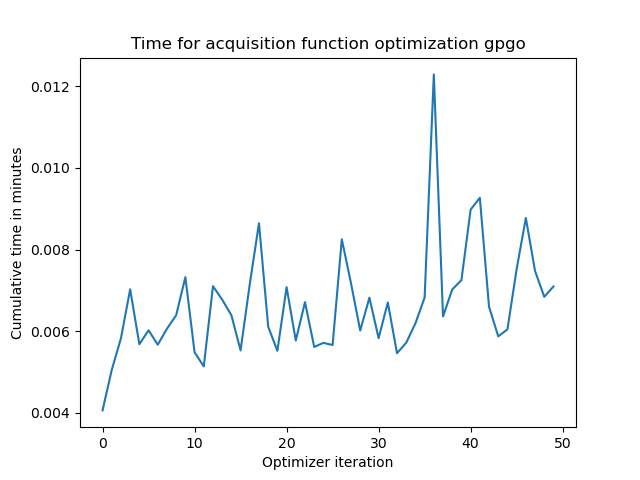 Time for acquisition function optimization gpgo
Cumulative time in minutes
0.012
0.010
0.008
0.006
0.004
0 10 20 30 40 50
Optimizer iteration